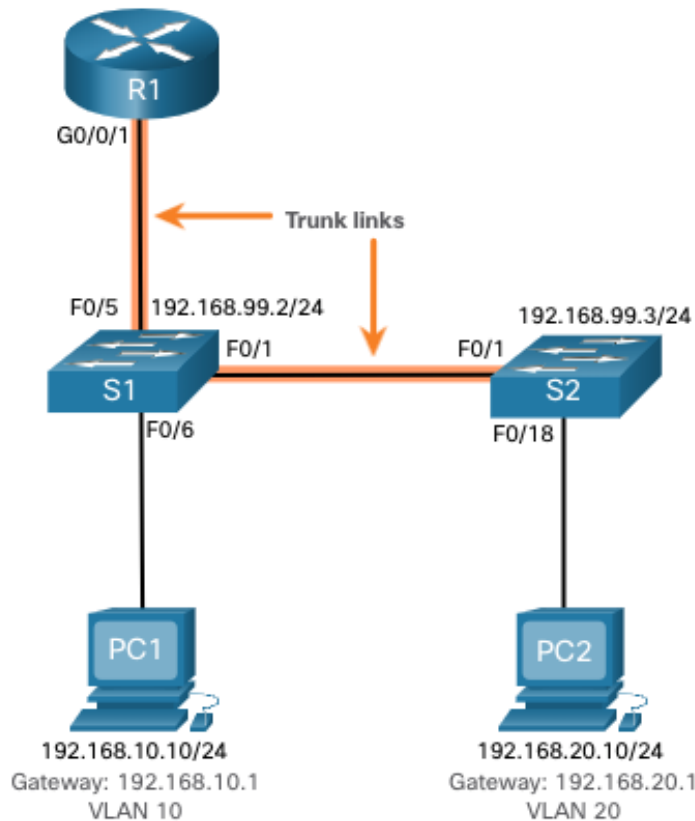 R1
G0/0/1
Trunk links
F0/5
192.168.99.2/24
192.168.99.3/24
F0/1
F0/1
S1
S2
F0/6
F0/18
PC1
PC2
192.168.10.10/24
Gateway: 192.168.10.1
VLAN 10
192.168.20.10/24
Gateway: 192.168.20.1
VLAN 20